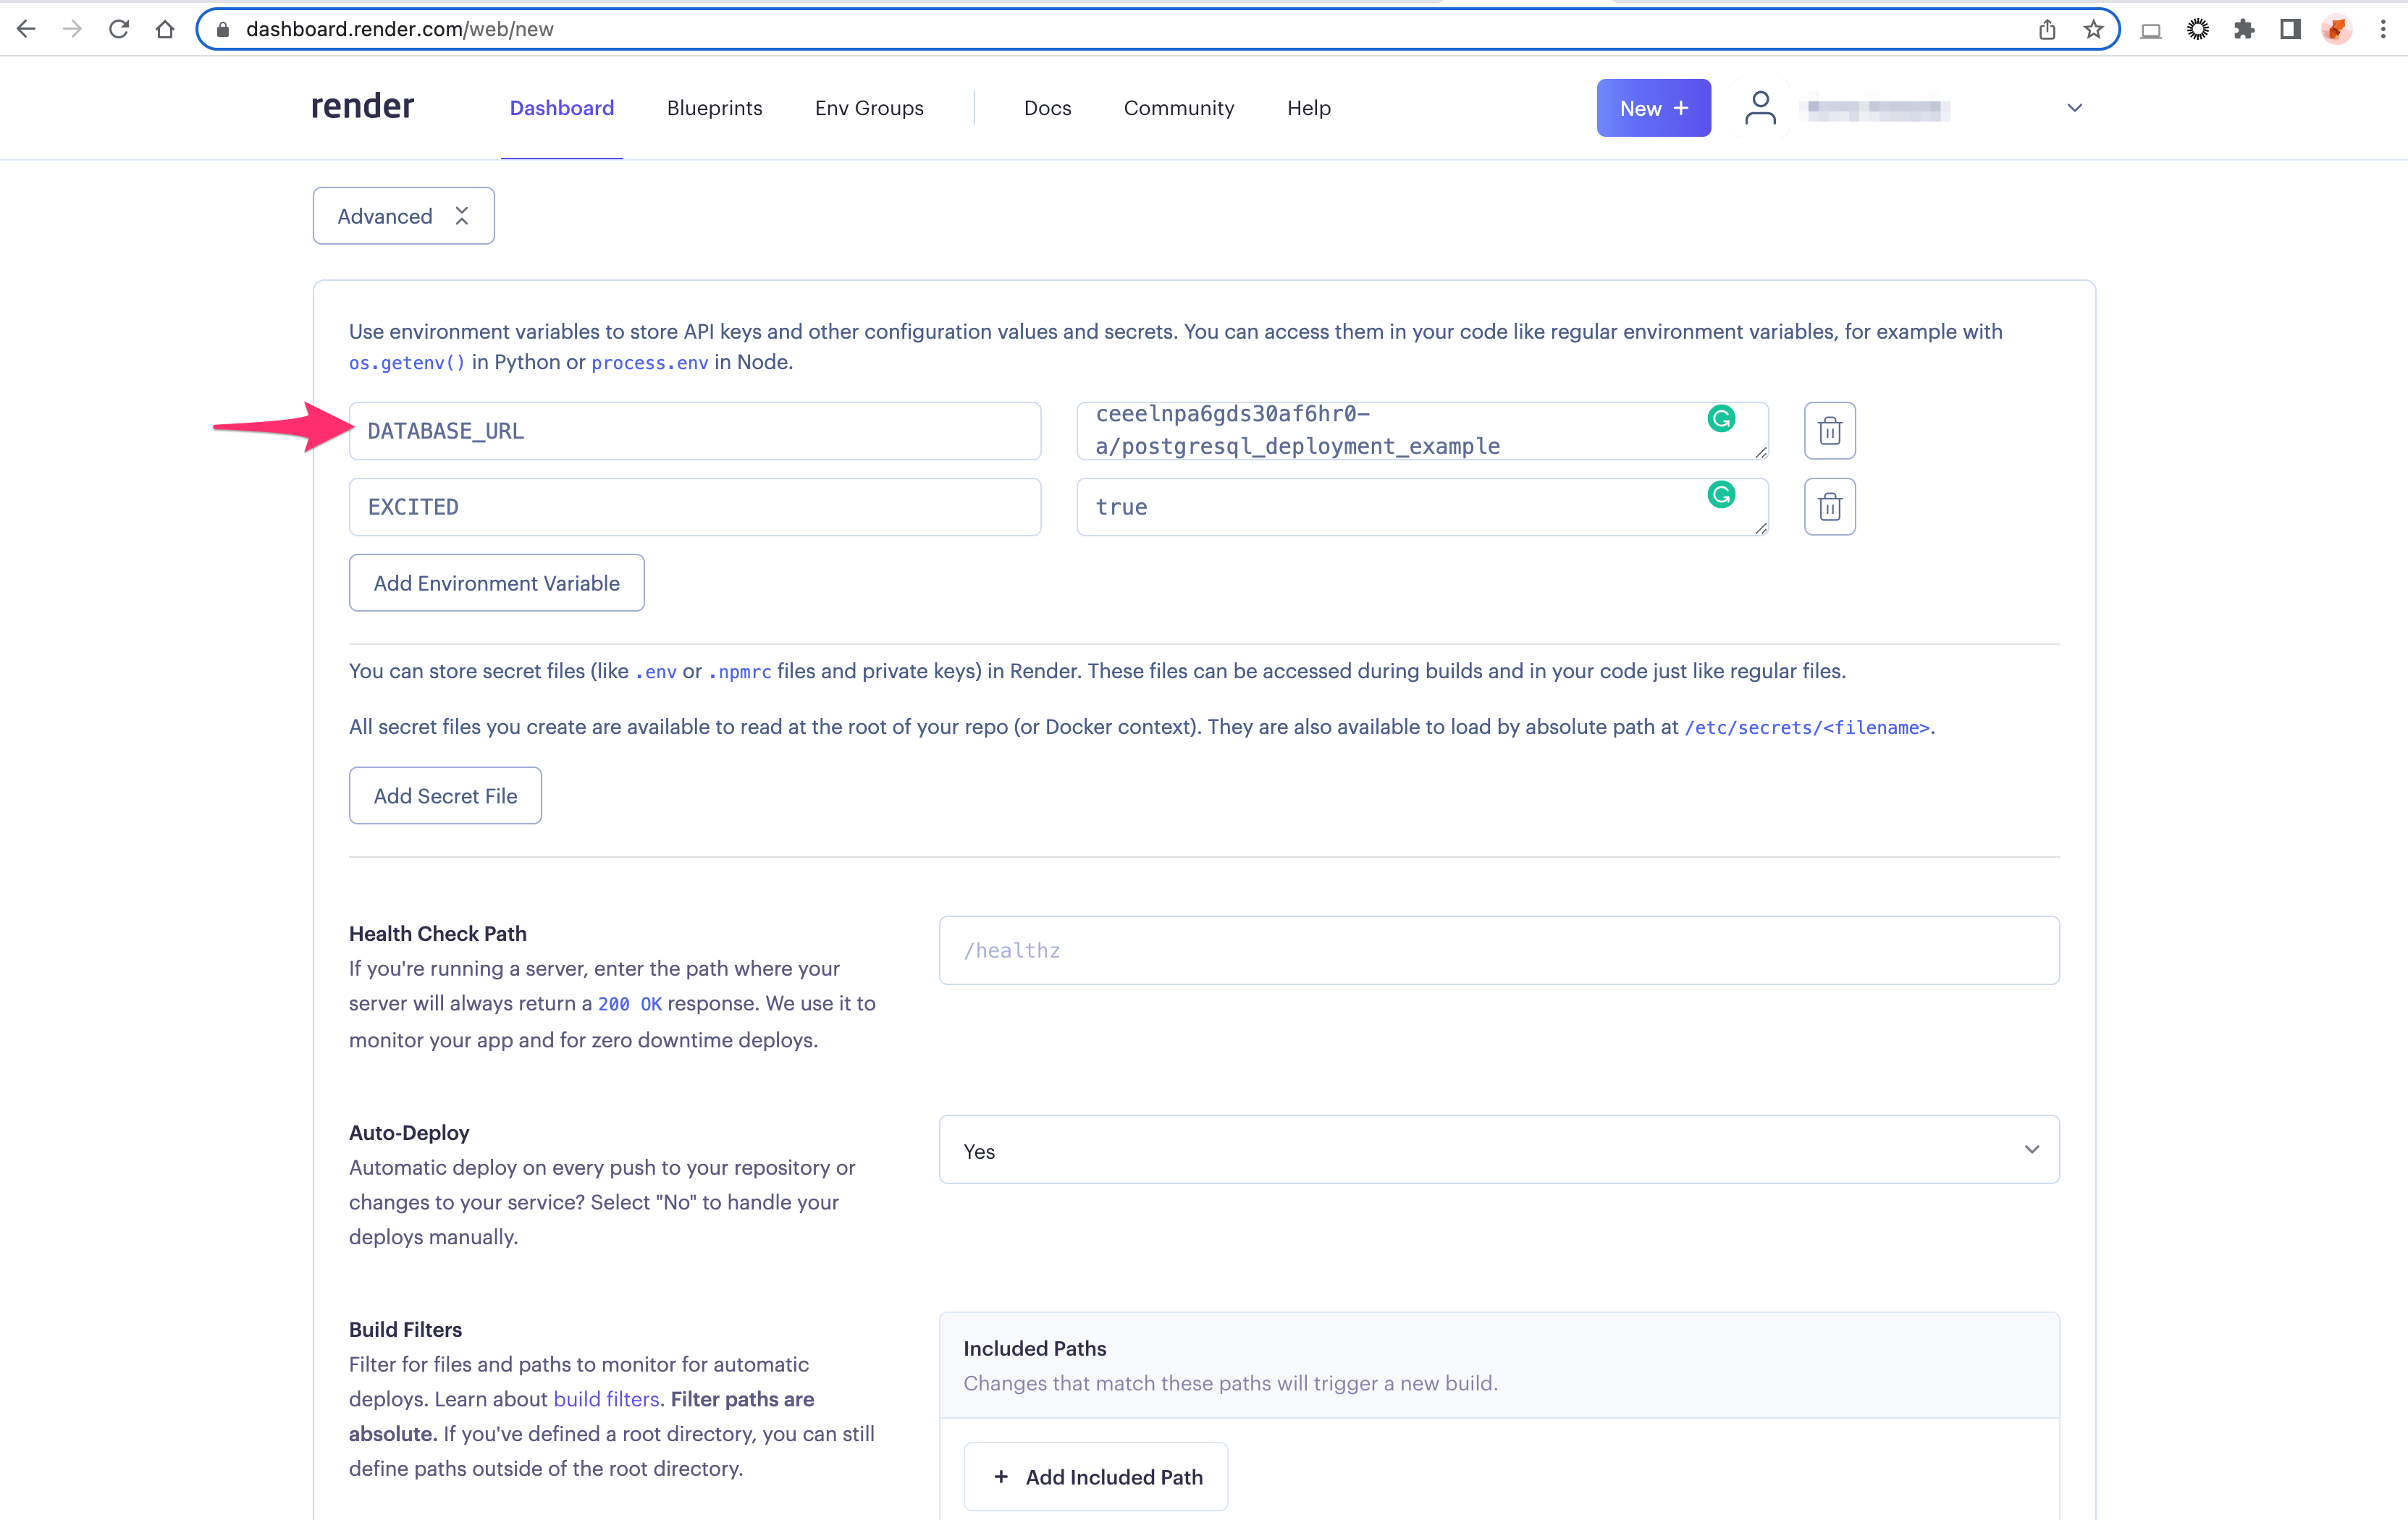 dashboard.render.com/web/new
render
Dashboard
Blueprints
Env Groups
Docs
Community
Help
New +
Advanced
Use environment variables to store API keys and other configuration values and secrets. You can access them in your code like regular environment variables, for example with
os.getenv() in Python or process.env in Node.
DATABASE_URL
ceeelnpa6gds30af6hr0-
a/postgresql_deployment_example
EXCITED
true
Add Environment Variable
You can store secret files (like .env or .npmrc files and private keys) in Render. These files can be accessed during builds and in your code just like regular files.
All secret files you create are available to read at the root of your repo (or Docker context). They are also available to load by absolute path at /etc/secrets/<filename>.
Add Secret File
Health Check Path
If you're running a server, enter the path where your
server will always return a 200 OK response. We use it to
monitor your app and for zero downtime deploys.
/healthz
Auto-Deploy
Automatic deploy on every push to your repository or
changes to your service? Select "No" to handle your
deploys manually.
Yes
Build Filters
Filter for files and paths to monitor for automatic
deploys. Learn about build filters. Filter paths are
absolute. If you've defined a root directory, you can still
define paths outside of the root directory.
Included Paths
Changes that match these paths will trigger a new build.
+ Add Included Path